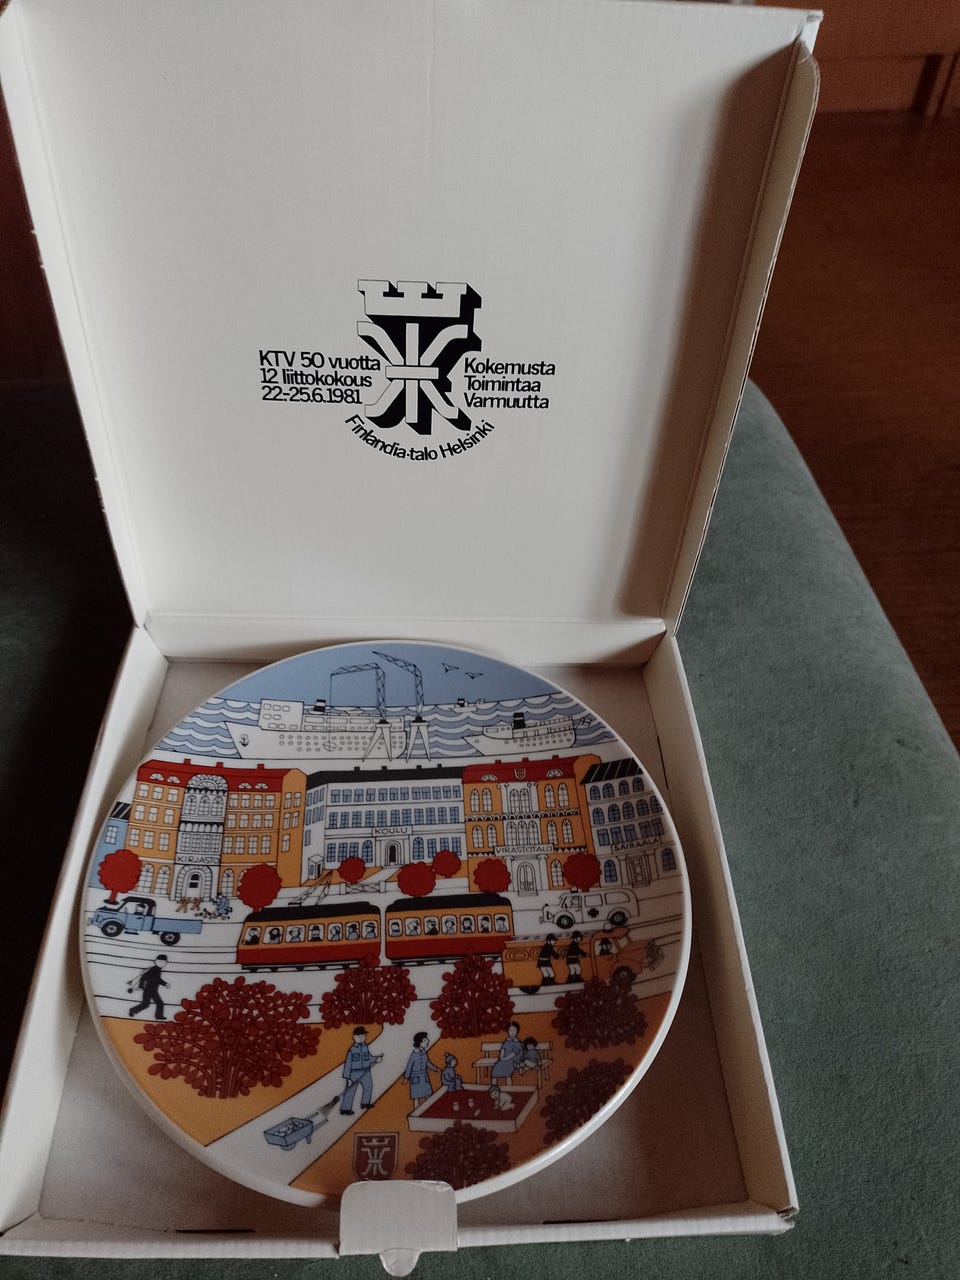 KTV 50 vuotta
12 liittokokous
22.-25.6.1981
Kokemusta
Toimintaa
Varmuutta
Finlandia-talo Helsinki
KIRJASTO
KOULU
VIRASTOTALO
SAIRAALA